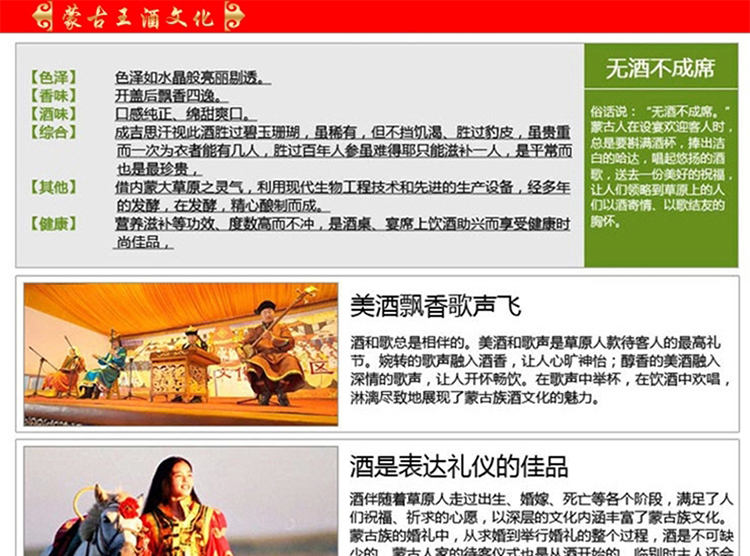 蒙古王酒文化
【色泽】 色泽如水晶般亮丽剔透。
【香味】 开盖后飘香四逸。
【酒味】 口感纯正、绵甜爽口。
【综合】 成吉思汗视此酒胜过碧玉珊瑚，虽稀有，但不挡饥渴、胜过豹皮，虽贵重
而一次为衣者能有几人，胜过百年人参虽难得耶只能滋补一人，是平常而
也是最珍贵，
【其他】 借内蒙大草原之灵气，利用现代生物工程技术和先进的生产设备，经多年
的发酵，在发酵，精心酿制而成。
【健康】 营养滋补等功效、度数高而不冲，是酒桌、宴席上饮酒助兴而享受健康时
尚佳品，
无酒不成席
俗话说：“无酒不成席。”
蒙古人在设宴欢迎客人时，
总是要斟满酒杯，捧出洁
白的哈达，唱起悠扬的酒
歌，送去一份美好的祝福，
让人们领略到草原上的人
们以酒寄情、以歌结友的
胸怀。
美酒飘香歌声飞
酒和歌总是相伴的。美酒和歌声是草原人款待客人的最高礼
节。婉转的歌声融入酒香，让人心旷神怡；醇香的美酒融入
深情的歌声，让人开怀畅饮。在歌声中举杯，在饮酒中欢唱，
淋漓尽致地展现了蒙古族酒文化的魅力。
酒是表达礼仪的佳品
酒伴随着草原人走过出生、婚嫁、死亡等各个阶段，满足了人
们祝福、祈求的心愿，以深层的文化内涵丰富了蒙古族文化。
蒙古族的婚礼中，从求婚到举行婚礼的整个过程，酒是不可缺
少的。蒙古人家的待客仪式也是从酒开始的。临别时主人还会